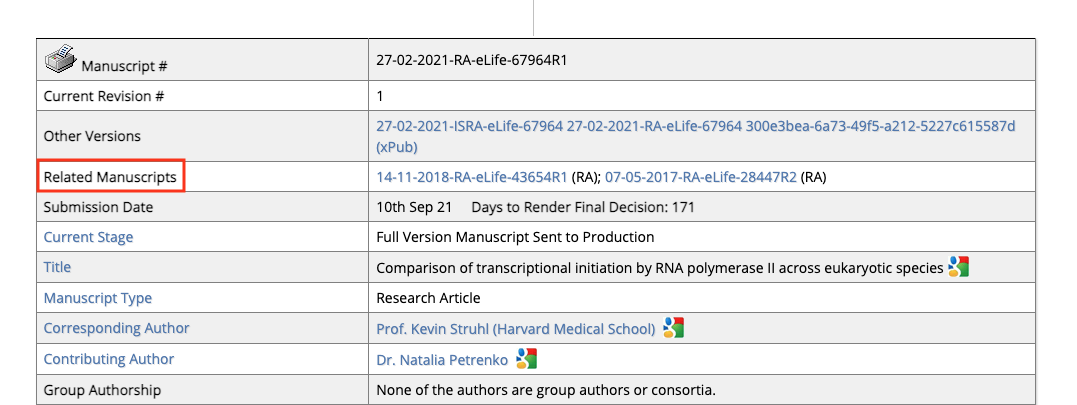 Manuscript # 27-02-2021-RA-eLife-67964R1
Current Revision # 1
Other Versions 27-02-2021-ISRA-eLife-67964 27-02-2021-RA-eLife-67964 300e3bea-6a73-49f5-a212-5227c615587d
(xPub)
Related Manuscripts 14-11-2018-RA-eLife-43654R1 (RA); 07-05-2017-RA-eLife-28447R2 (RA)
Submission Date 10th Sep 21 Days to Render Final Decision: 171
Current Stage Full Version Manuscript Sent to Production
Title Comparison of transcriptional initiation by RNA polymerase II across eukaryotic species
Manuscript Type Research Article
Corresponding Author Prof. Kevin Struhl (Harvard Medical School)
Contributing Author Dr. Natalia Petrenko
Group Authorship None of the authors are group authors or consortia.